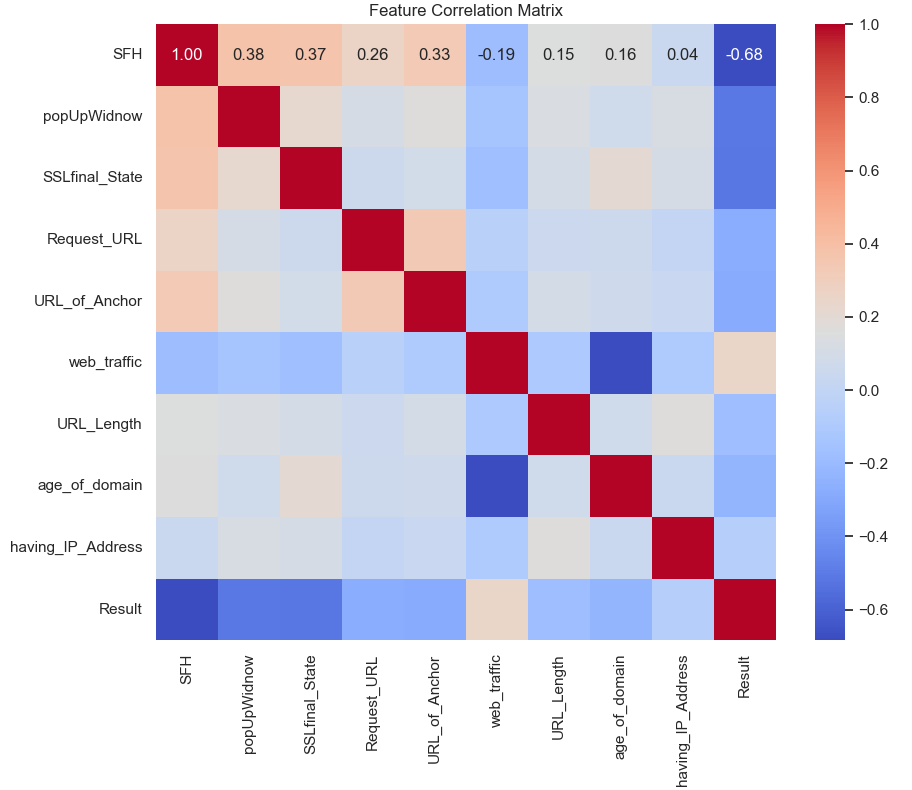 Feature Correlation Matrix
SFH 1.00 0.38 0.37 0.26 0.33 -0.19 0.15 0.16 0.04 -0.68
popUpWidnow
SSLfinal_State
Request_URL
URL_of_Anchor
web_traffic
URL_Length
age_of_domain
having_IP_Address
Result
SFH
popUpWidnow
SSLfinal_State
Request_URL
URL_of_Anchor
web_traffic
URL_Length
age_of_domain
having_IP_Address
Result
1.0
0.8
0.6
0.4
0.2
0.0
−0.2
−0.4
−0.6